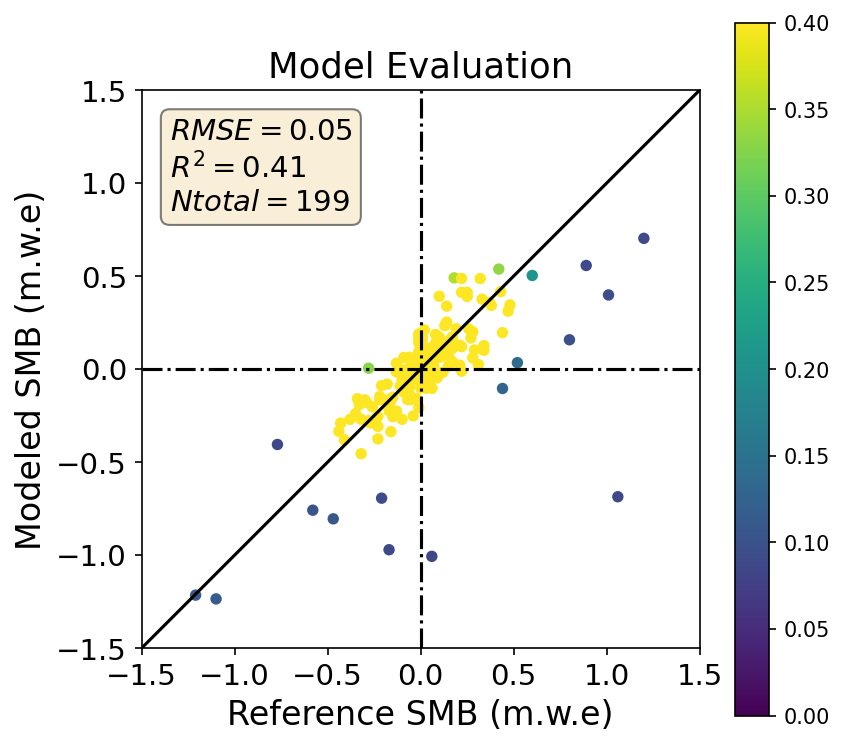 Model Evaluation
RMSE = 0.05
R² = 0.41
Ntotal = 199
Modeled SMB (m.w.e)
1.5
1.0
0.5
0.0
−0.5
−1.0
−1.5
−1.5 −1.0 −0.5 0.0 0.5 1.0 1.5
Reference SMB (m.w.e)
0.40
0.35
0.30
0.25
0.20
0.15
0.10
0.05
0.00